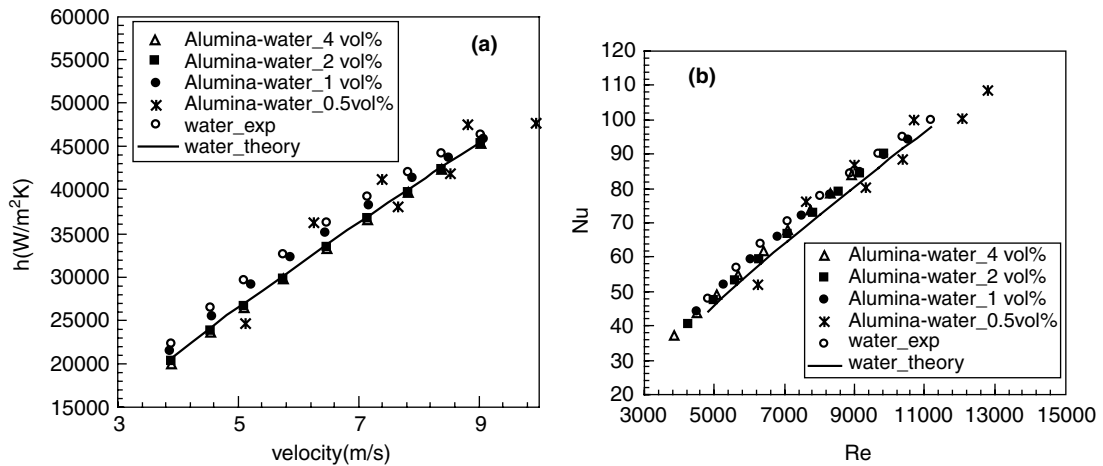 (a)
Alumina-water_4 vol%
Alumina-water_2 vol%
Alumina-water_1 vol%
Alumina-water_0.5vol%
water_exp
water_theory
60000
55000
50000
45000
40000
35000
30000
25000
20000
15000
h(W/m²K)
3
5
7
9
velocity(m/s)
(b)
120
110
100
90
80
70
60
50
40
30
20
Nu
Alumina-water_4 vol%
Alumina-water_2 vol%
Alumina-water_1 vol%
Alumina-water_0.5vol%
water_exp
water_theory
3000
5000
7000
9000
11000
13000
15000
Re